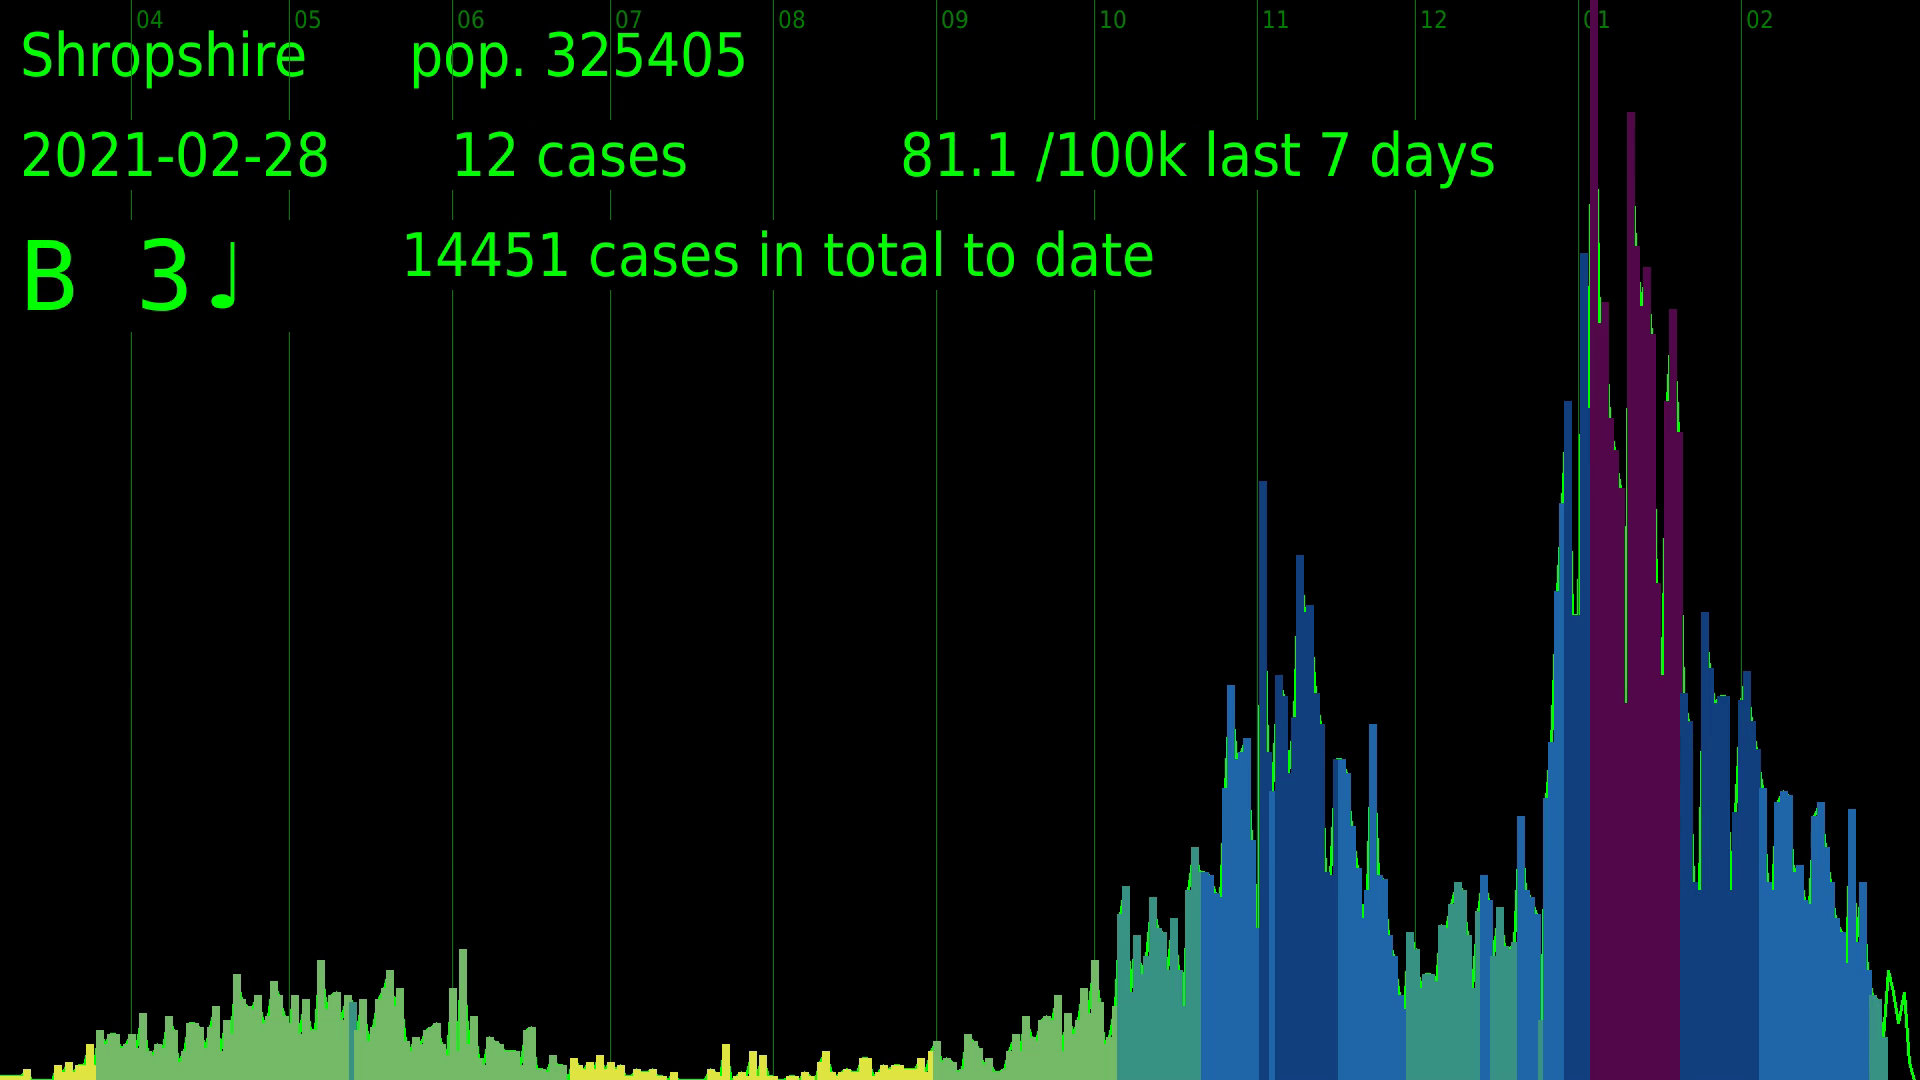 04 05 06 07 08 09 10 11 12 01 02
Shropshire pop. 325405
2021-02-28 12 cases 81.1 /100k last 7 days
B 3♩ 14451 cases in total to date